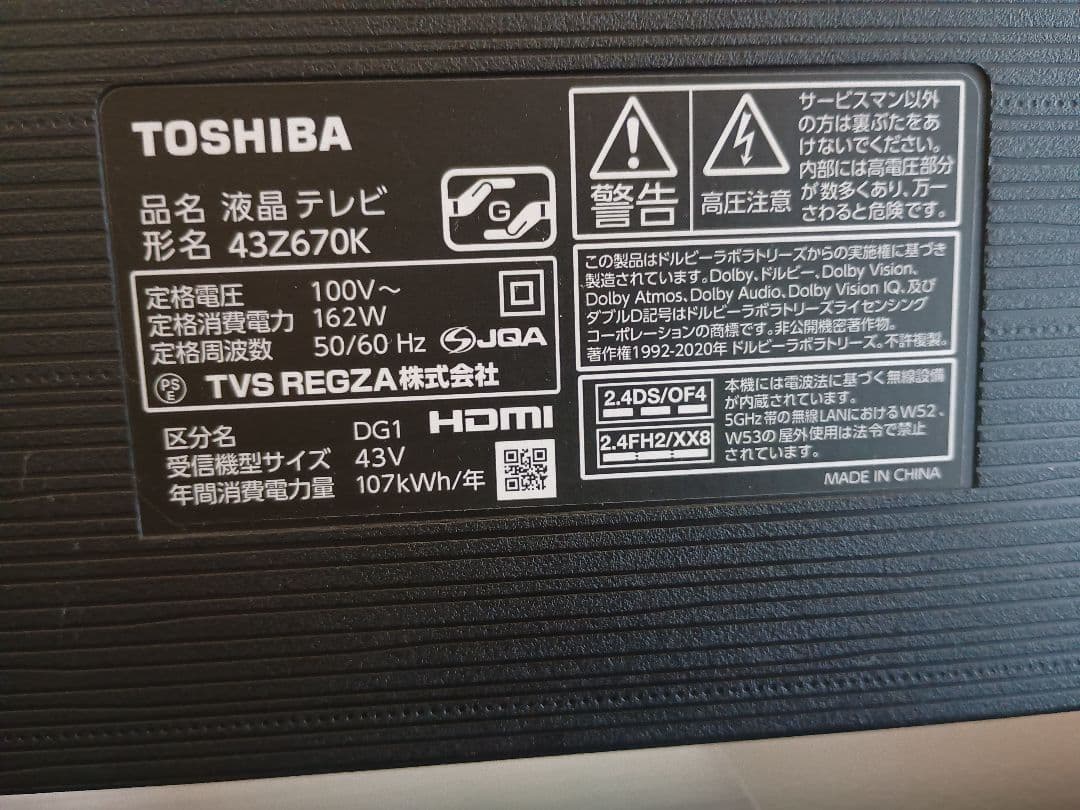 TOSHIBA
品名 液晶テレビ
形名 43Z670K
G
定格電圧 100V～
定格消費電力 162W
定格周波数 50/60 Hz
JQA
PS
E
TVS REGZA株式会社
区分名 DG1
HDMI
受信機型サイズ 43V
年間消費電力量 107kWh/年
警告
高圧注意
サービスマン以外
の方は裏ぶたをあ
けないでください。
内部には高電圧部分
が数多くあり、万一
さわると危険です。
この製品はドルビーラボラトリーズからの実施権に基づき
製造されています。Dolby、ドルビー、Dolby Vision、
Dolby Atmos、Dolby Audio、Dolby Vision IQ、及び
ダブルD記号はドルビーラボラトリーズライセンシング
コーポレーションの商標です。非公開機密著作物。
著作権1992-2020年 ドルビーラボラトリーズ。不許複製。
2.4DS/OF4
2.4FH2/XX8
本機には電波法に基づく無線設備
が内蔵されています。
5GHz帯の無線LANにおけるW52、
W53の屋外使用は法令で禁止
されています。
MADE IN CHINA